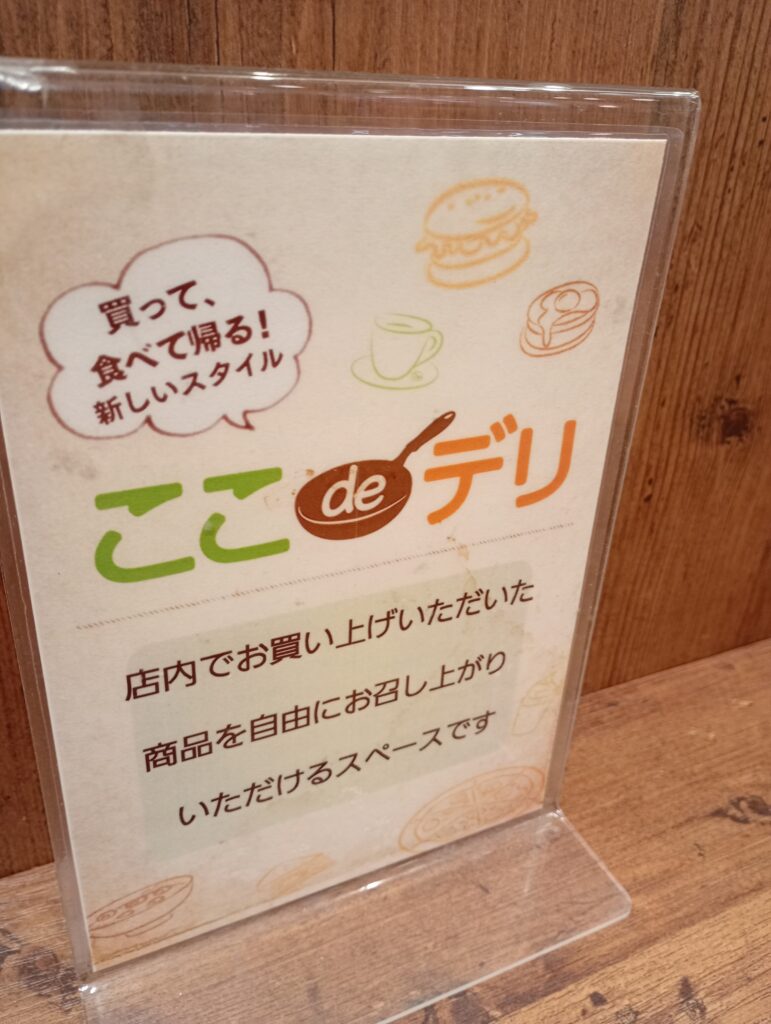 買って、
食べて帰る!
新しいスタイル
ここdeデリ
店内でお買い上げいただいた
商品を自由にお召し上がり
いただけるスペースです